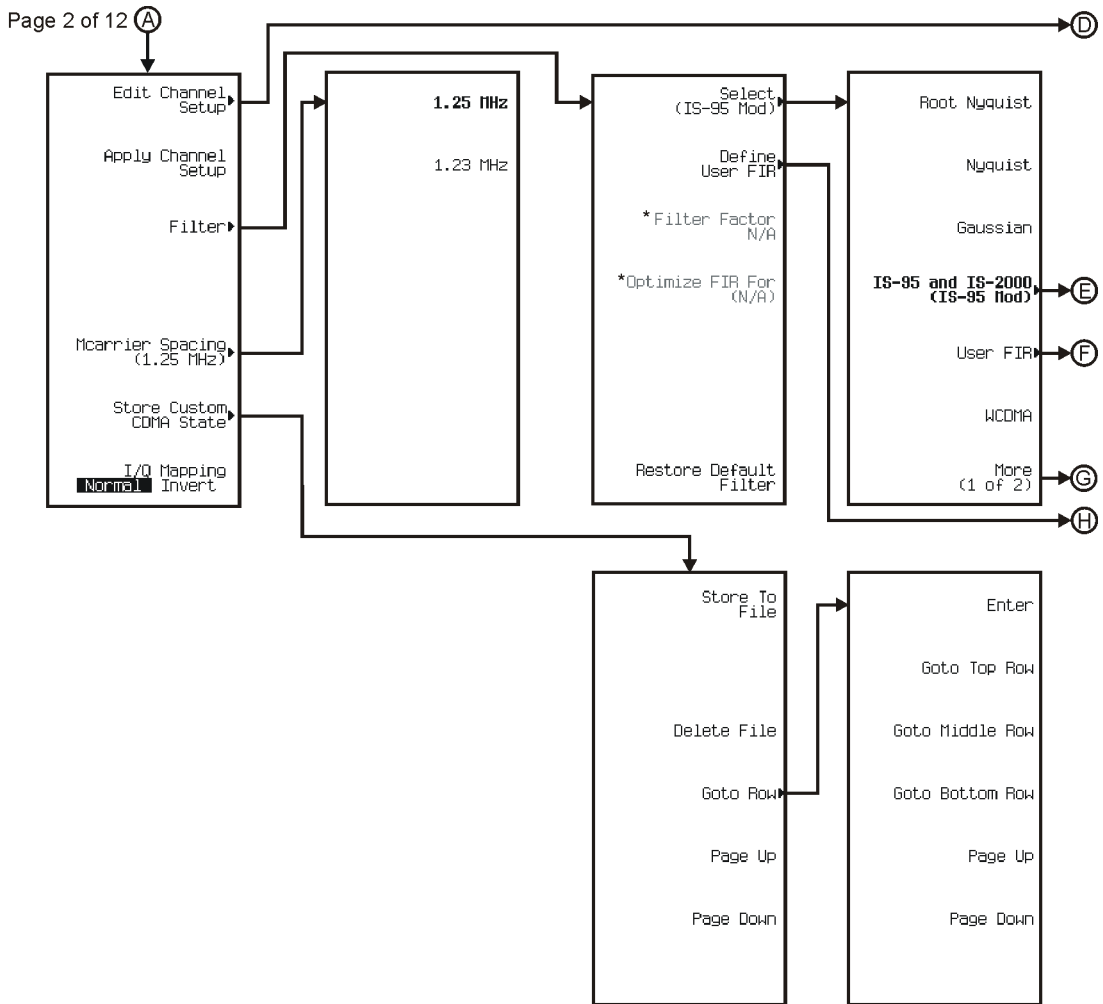 Page 2 of 12 A
D
Edit Channel
Setup
Apply Channel
Setup
Filter
Mcarrier Spacing
(1.25 MHz)
Store Custom
CDMA State
I/Q Mapping
Normal Invert
1.25 MHz
1.23 MHz
Select
(IS-95 Mod)
Define
User FIR
*Filter Factor
N/A
*Optimize FIR For
(N/A)
Restore Default
Filter
Root Nyquist
Nyquist
Gaussian
IS-95 and IS-2000
(IS-95 Mod)
E
User FIR
F
WCDMA
More
(1 of 2)
G
H
Store To
File
Delete File
Goto Row
Page Up
Page Down
Enter
Goto Top Row
Goto Middle Row
Goto Bottom Row
Page Up
Page Down